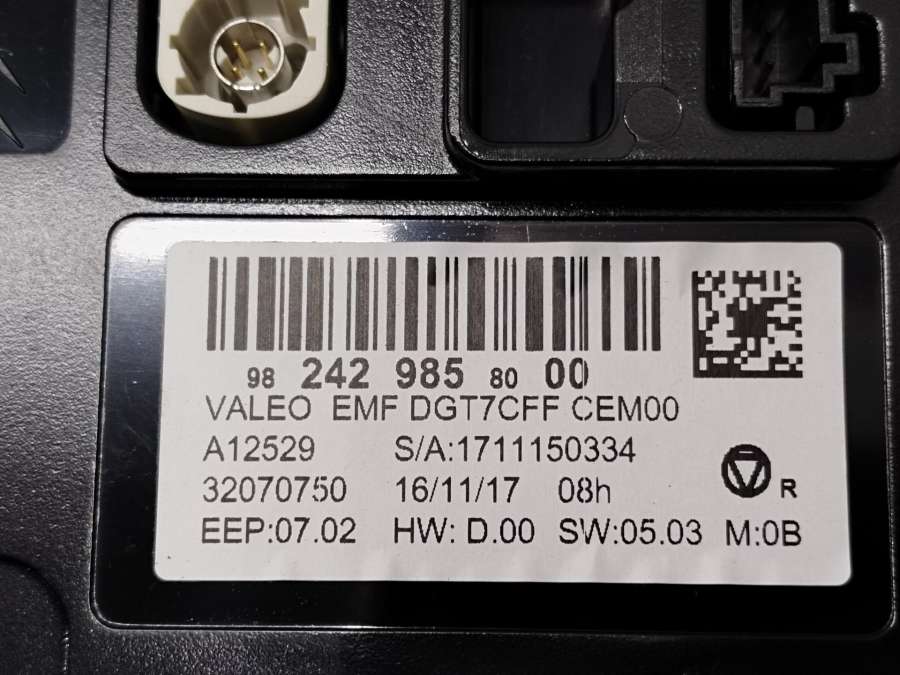 98 242 985 80 00
VALEO EMF DGT7CFF CEM00
A12529 S/A:1711150334
32070750 16/11/17 08h
R
EEP:07.02 HW: D.00 SW:05.03 M:0B